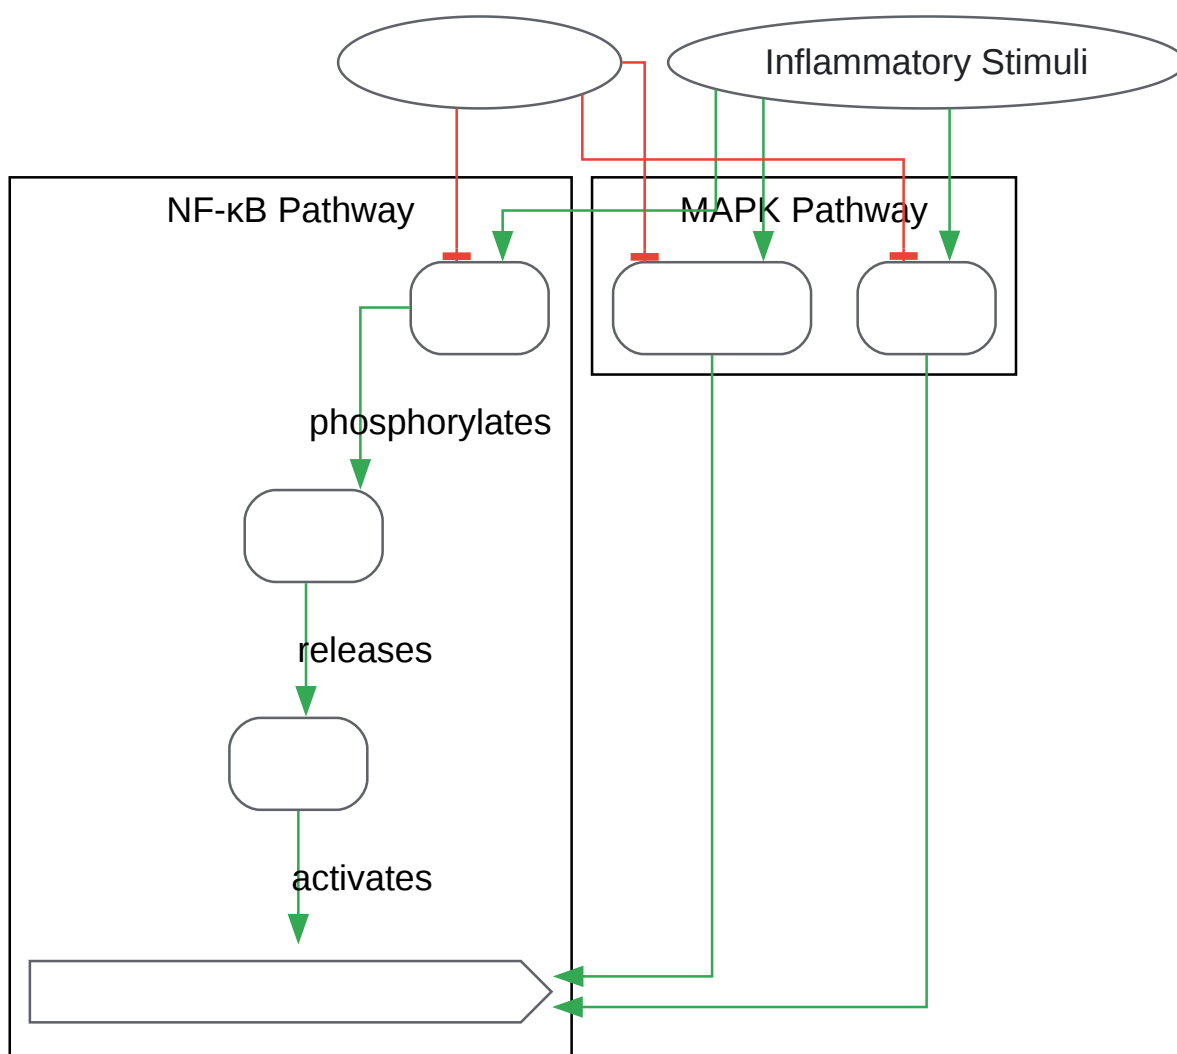 Inflammatory Stimuli
NF-κB Pathway
MAPK Pathway
phosphorylates
releases
activates